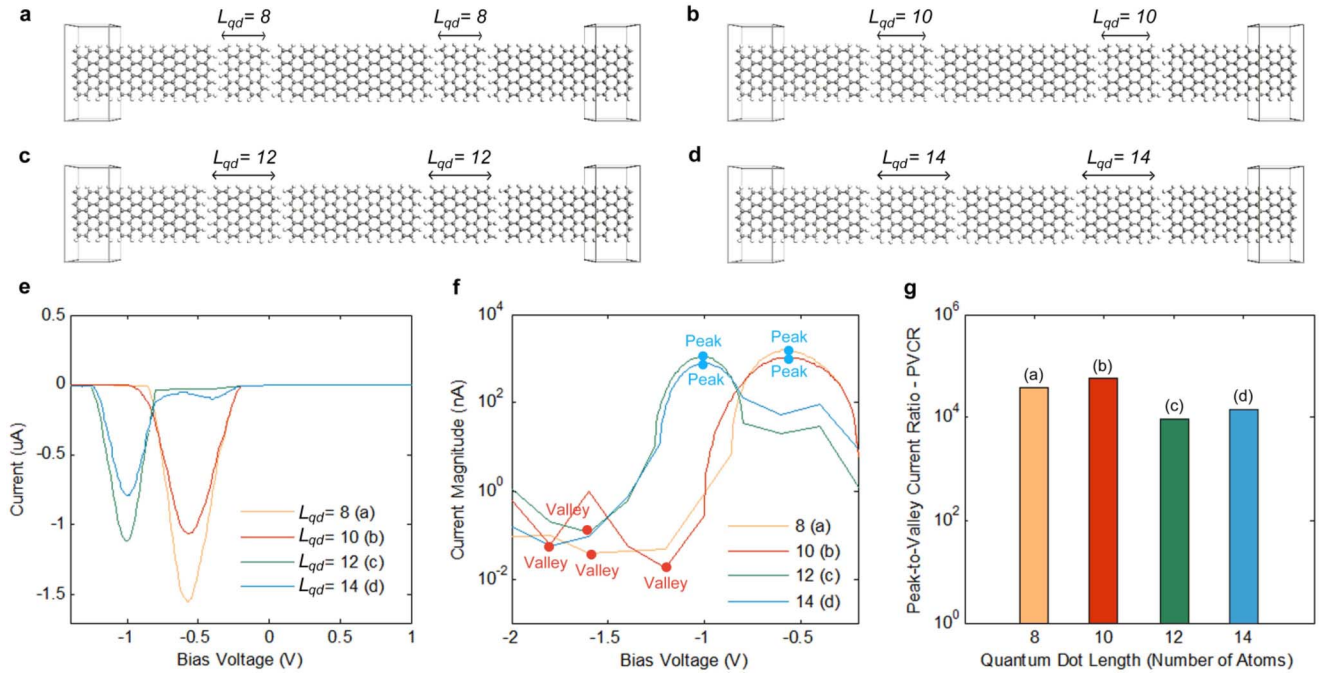 a
L_qd = 8
L_qd = 8
b
L_qd = 10
L_qd = 10
c
L_qd = 12
L_qd = 12
d
L_qd = 14
L_qd = 14
e
0.5
0
-0.5
-1
-1.5
Current (uA)
-1
-0.5
0
0.5
1
Bias Voltage (V)
L_qd = 8 (a)
L_qd = 10 (b)
L_qd = 12 (c)
L_qd = 14 (d)
f
10^4
10^2
10^0
10^-2
Current Magnitude (nA)
-2
-1.5
-1
-0.5
Bias Voltage (V)
Peak
Peak
Peak
Peak
Valley
Valley
Valley
Valley
8 (a)
10 (b)
12 (c)
14 (d)
g
10^6
10^4
10^2
10^0
Peak-to-Valley Current Ratio - PVCR
(a)
(b)
(c)
(d)
8
10
12
14
Quantum Dot Length (Number of Atoms)